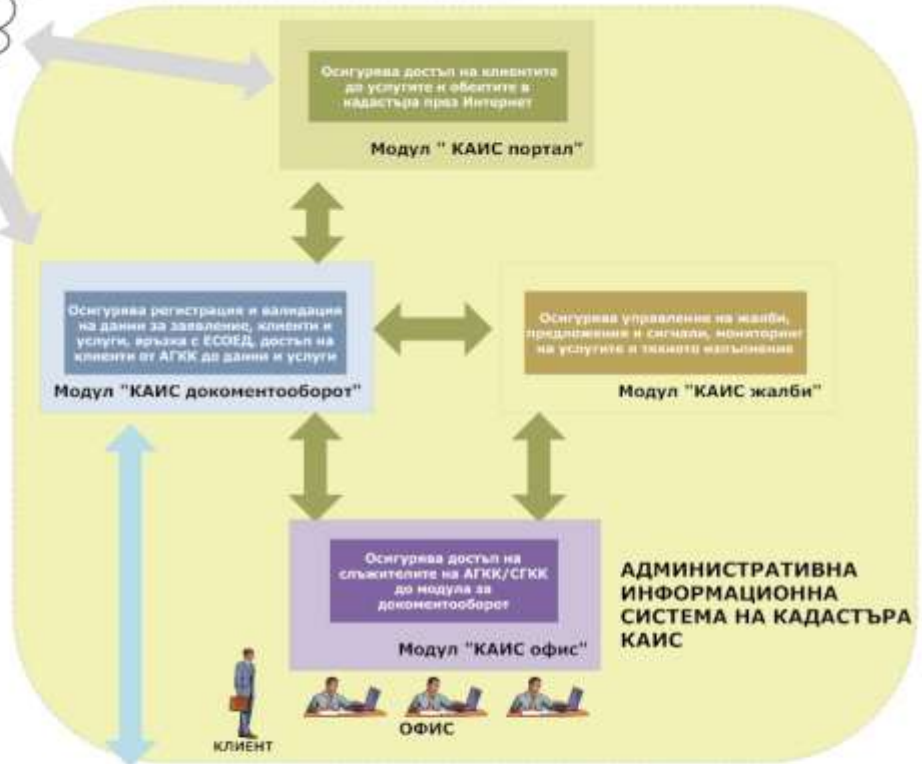 Осигурява достъп на клиентите
до услугите и обектите в
кадастъра през Интернет
Модул " КАИС портал"
Осигурява регистрация и валидация
на данни за заявление, клиенти и
услуги, връзка с ЕСОЕД, достъп на
клиенти от АГКК до данни и услуги
Модул "КАИС докоментооборот"
Осигурява управление на жалби,
предложения и сигнали, мониторинг
на услугите и тяхното изпълнение
Модул "КАИС жалби"
Осигурява достъп на
служителите на АГКК/СГКК
до модула за
докоментооборот
Модул "КАИС офис"
АДМИНИСТРАТИВНА
ИНФОРМАЦИОННА
СИСТЕМА НА КАДАСТЪРА
КАИС
КЛИЕНТ
ОФИС